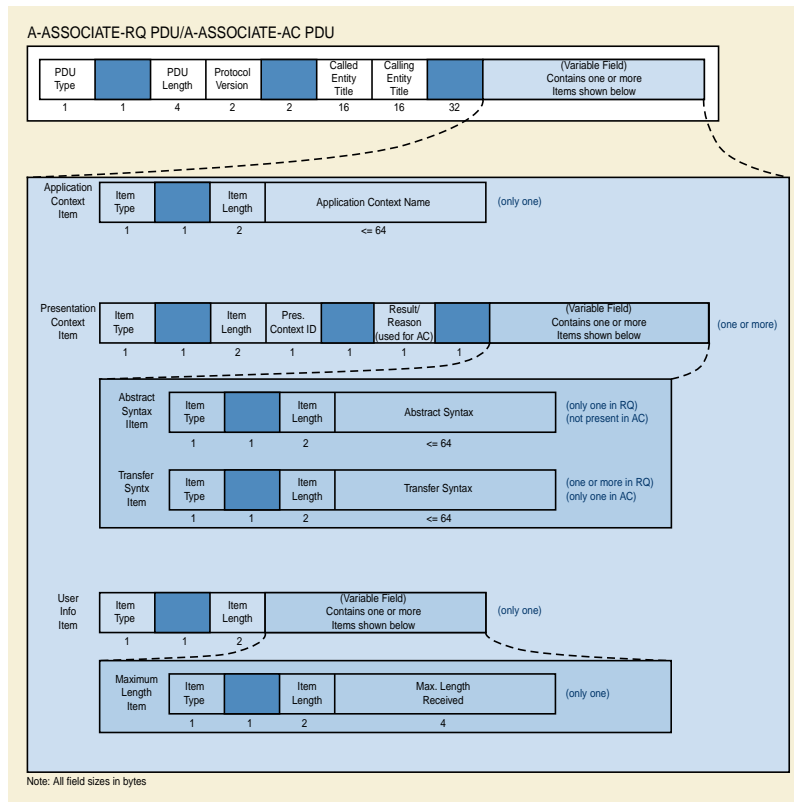 A-ASSOCIATE-RQ PDU/A-ASSOCIATE-AC PDU
PDU Type
PDU Length
Protocol Version
Called Entity Title
Calling Entity Title
(Variable Field) Contains one or more Items shown below
1 1 4 2 2 16 16 32
Application Context Item
Item Type
Item Length
Application Context Name
(only one)
1 1 2 <= 64
Presentation Context Item
Item Type
Item Length
Pres. Context ID
Result/ Reason (used for AC)
(Variable Field) Contains one or more Items shown below
(one or more)
1 1 2 1 1 1 1
Abstract Syntax IItem
Item Type
Item Length
Abstract Syntax
(only one in RQ)
(not present in AC)
1 1 2 <= 64
Transfer Syntx Item
Item Type
Item Length
Transfer Syntax
(one or more in RQ)
(only one in AC)
1 1 2 <= 64
User Info Item
Item Type
Item Length
(Variable Field) Contains one or more Items shown below
(only one)
1 1 2
Maximum Length Item
Item Type
Item Length
Max. Length Received
(only one)
1 1 2 4
Note: All field sizes in bytes